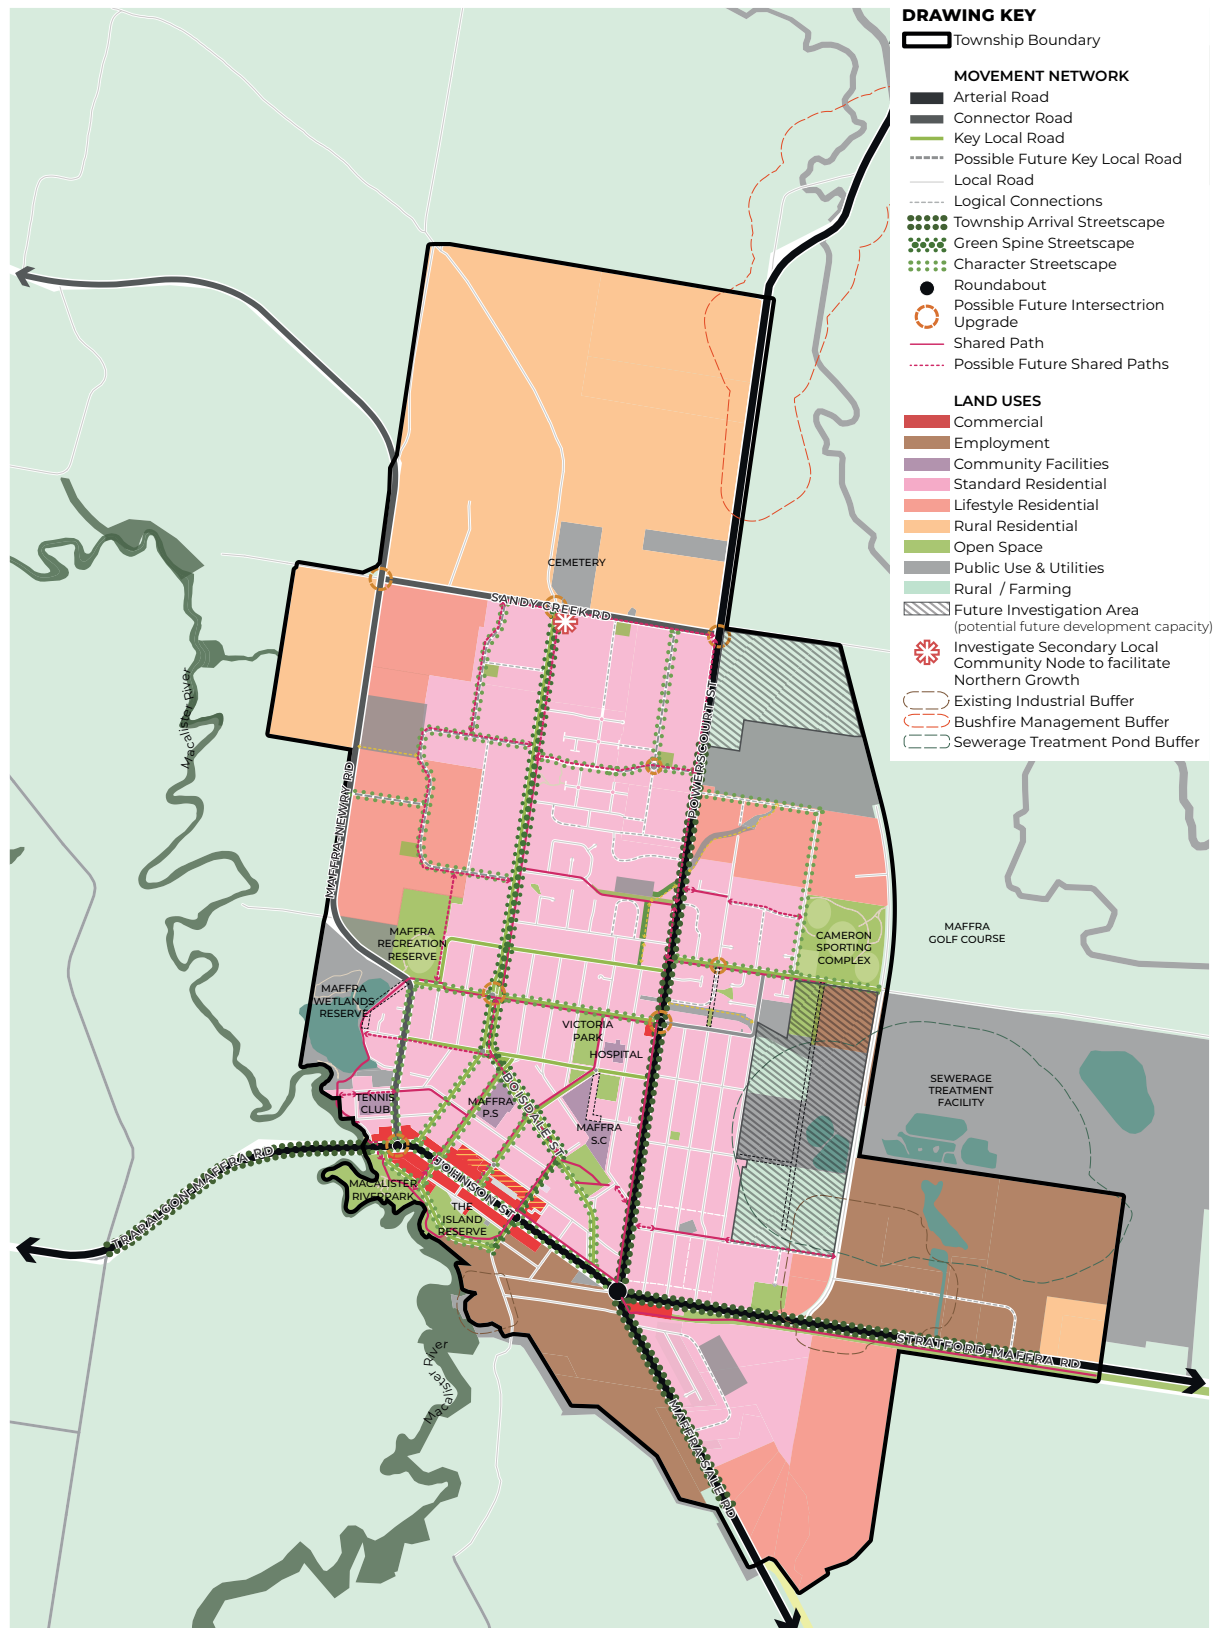 DRAWING KEY
Township Boundary
MOVEMENT NETWORK
Arterial Road
Connector Road
Key Local Road
Possible Future Key Local Road
Local Road
Logical Connections
Township Arrival Streetscape
Green Spine Streetscape
Character Streetscape
Roundabout
Possible Future Intersectrion
Upgrade
Shared Path
Possible Future Shared Paths
LAND USES
Commercial
Employment
Community Facilities
Standard Residential
Lifestyle Residential
Rural Residential
Open Space
Public Use & Utilities
Rural / Farming
Future Investigation Area
(potential future development capacity)
Investigate Secondary Local
Community Node to facilitate
Northern Growth
Existing Industrial Buffer
Bushfire Management Buffer
Sewerage Treatment Pond Buffer
CEMETERY
SANDY CREEK RD
Macalister River
POWERSCOURT ST
MAFFRA-NEWRY RD
MAFFRA
RECREATION
RESERVE
CAMERON
SPORTING
COMPLEX
MAFFRA
GOLF COURSE
MAFFRA
WETLANDS
RESERVE
VICTORIA
PARK
HOSPITAL
BOISDALE ST
TENNIS
CLUB
MAFFRA
P.S
MAFFRA
S.C
SEWERAGE
TREATMENT
FACILITY
TRARALGON-MAFFRA RD
JOHNSON ST
MACALISTER
RIVERPARK
THE
ISLAND
RESERVE
STRATFORD-MAFFRA RD
Macalister River
MAFFRA-SALE RD